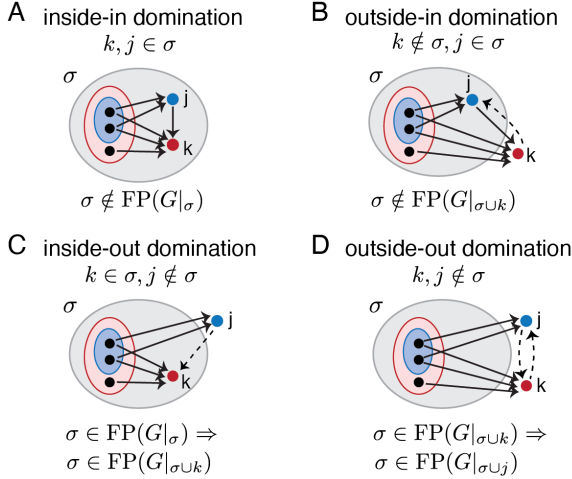 A inside-in domination
k, j ∈ σ
σ
j
k
σ ∉ FP(G|σ)
B outside-in domination
k ∉ σ, j ∈ σ
σ
j
k
σ ∉ FP(G|σ∪k)
C inside-out domination
k ∈ σ, j ∉ σ
σ
j
k
σ ∈ FP(G|σ) ⇒
σ ∈ FP(G|σ∪k)
D outside-out domination
k, j ∉ σ
σ
j
k
σ ∈ FP(G|σ∪k) ⇒
σ ∈ FP(G|σ∪j)